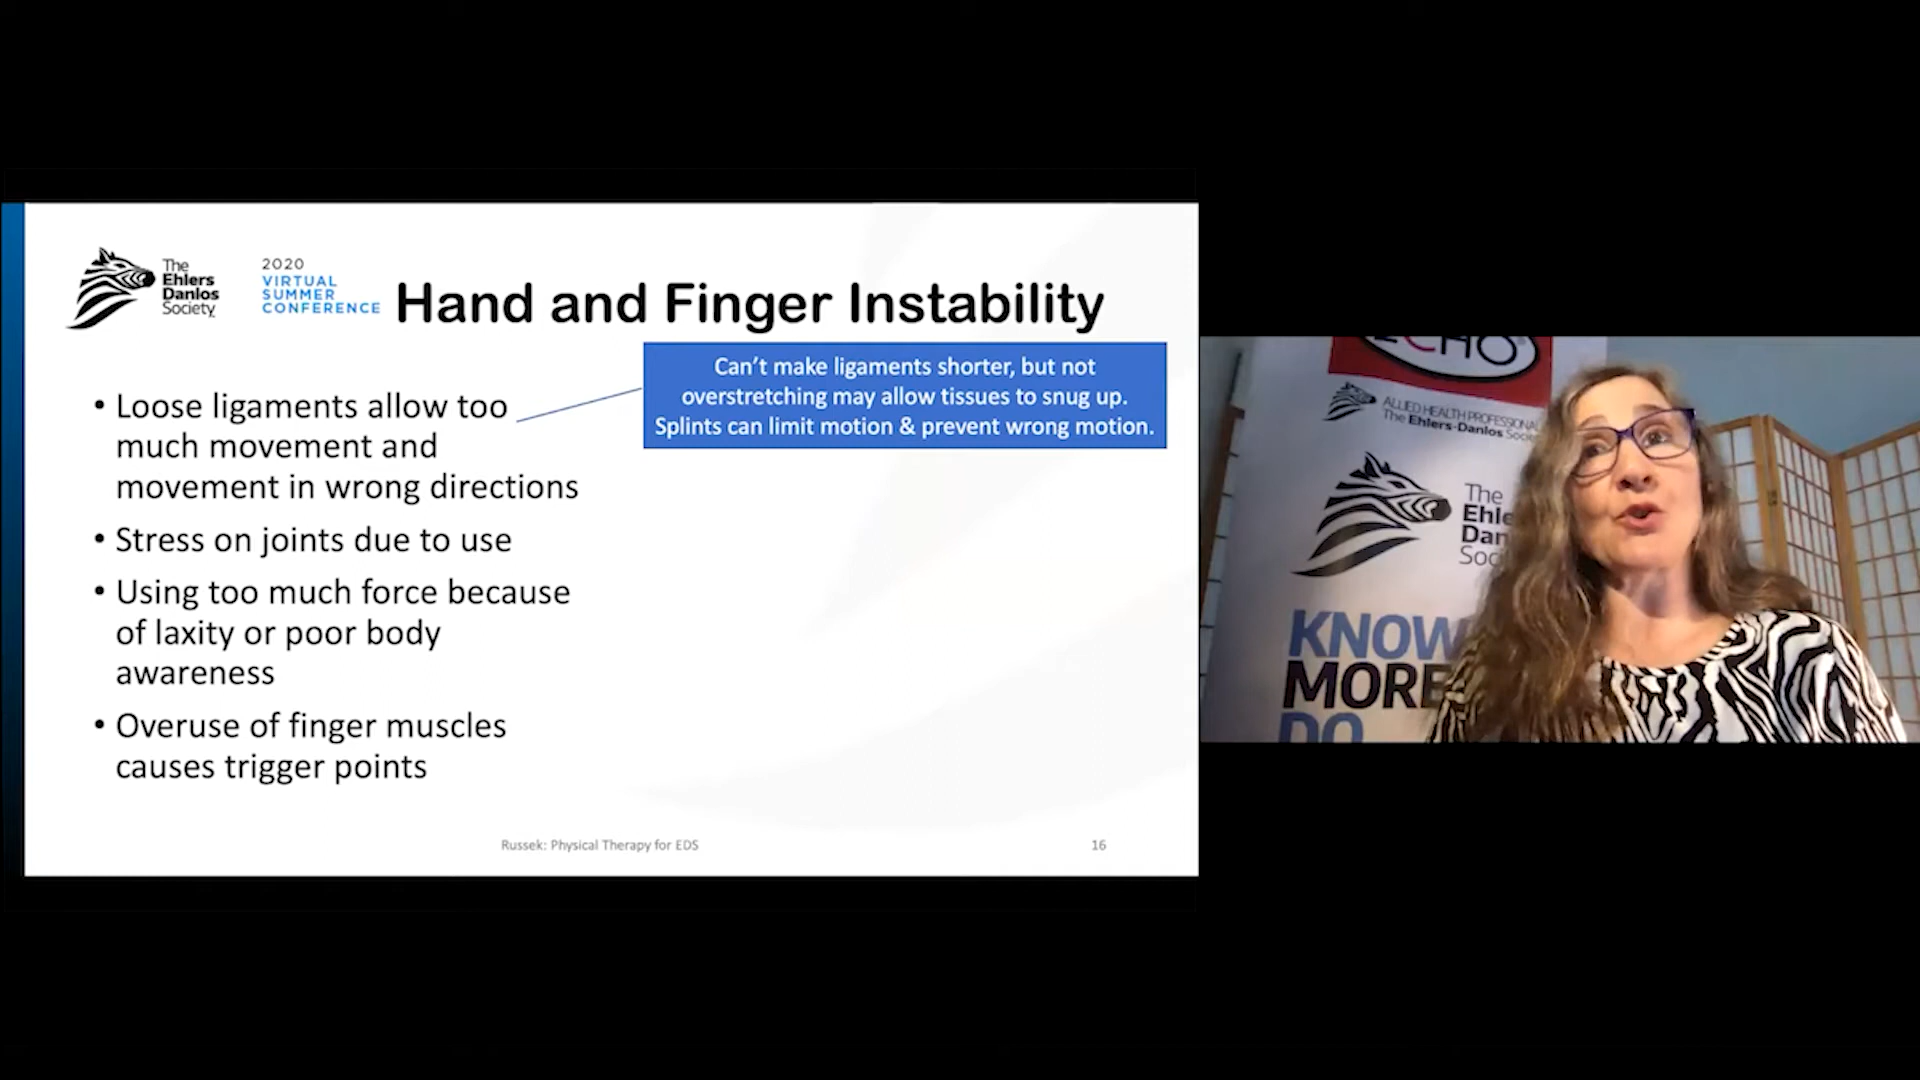 The
Ehlers
Danlos
Society
2020
VIRTUAL
SUMMER
CONFERENCE
Hand and Finger Instability
Can't make ligaments shorter, but not
overstretching may allow tissues to snug up.
Splints can limit motion & prevent wrong motion.
• Loose ligaments allow too
much movement and
movement in wrong directions
• Stress on joints due to use
• Using too much force because
of laxity or poor body
awareness
• Overuse of finger muscles
causes trigger points
Russek: Physical Therapy for EDS
16
ALLIED HEALTH
The Ehlers-Danlos
The
KNOW
MORE
DO